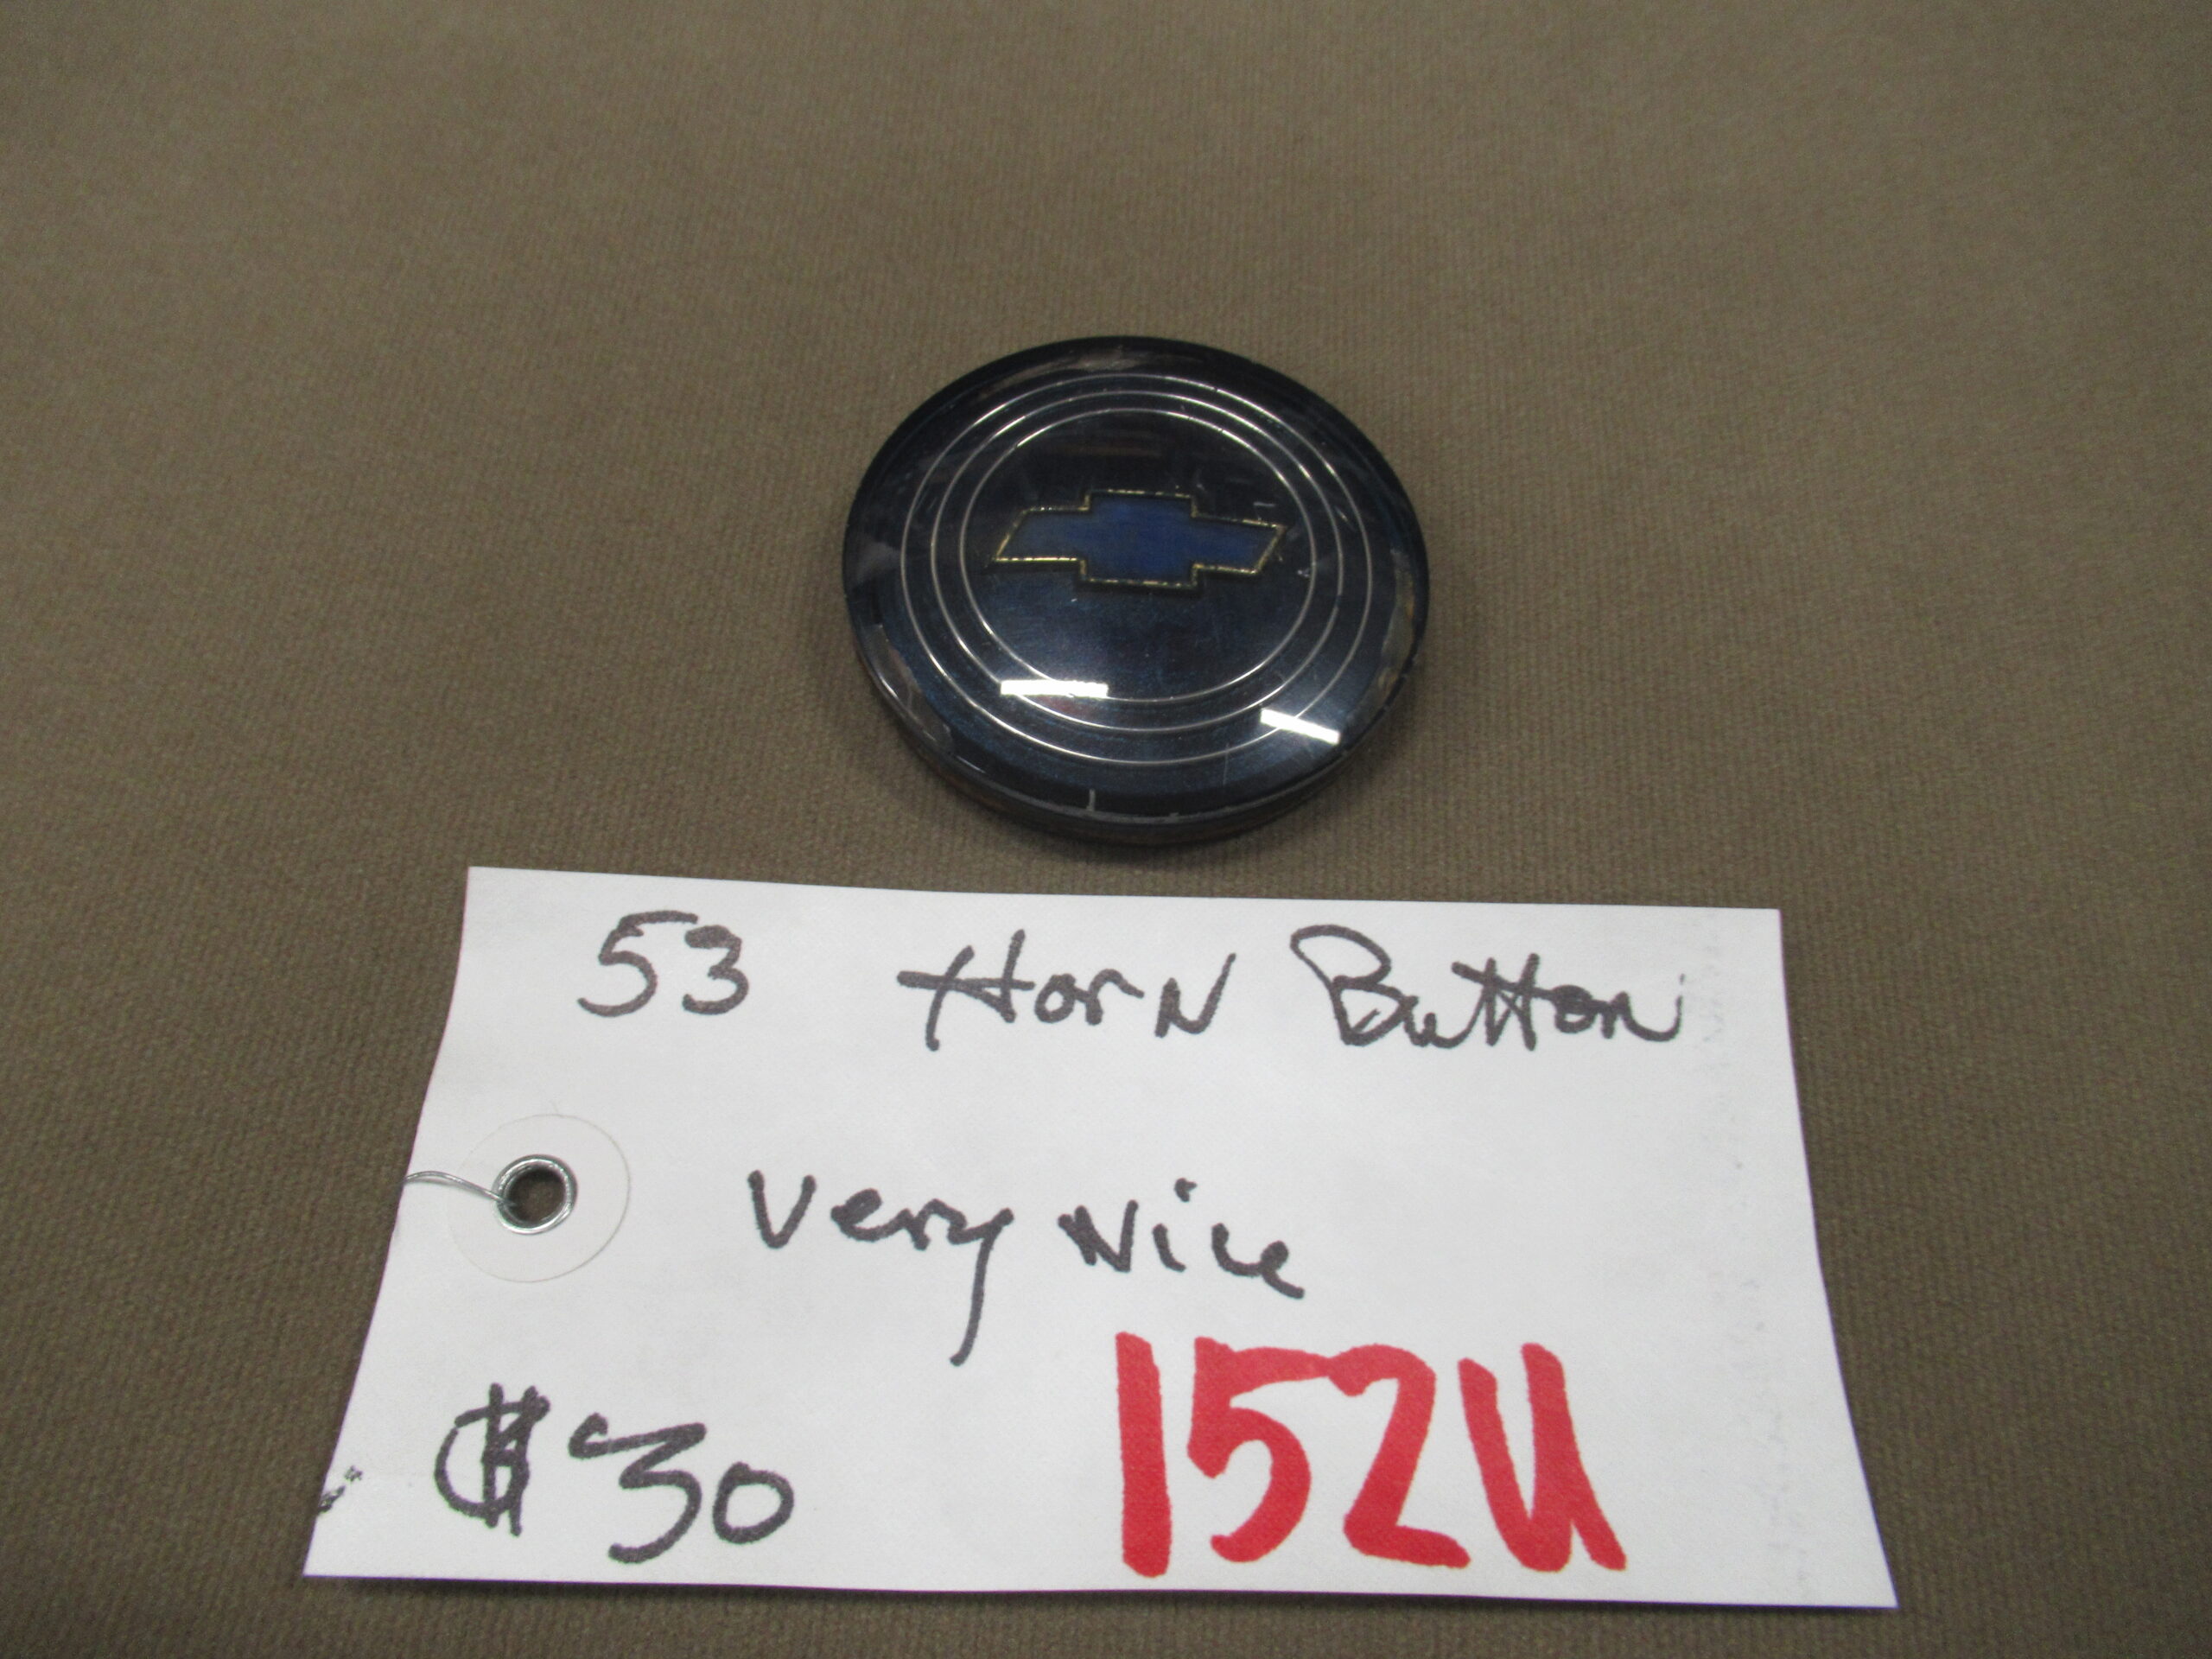 53 Horn Button
very Nice
$30 152U